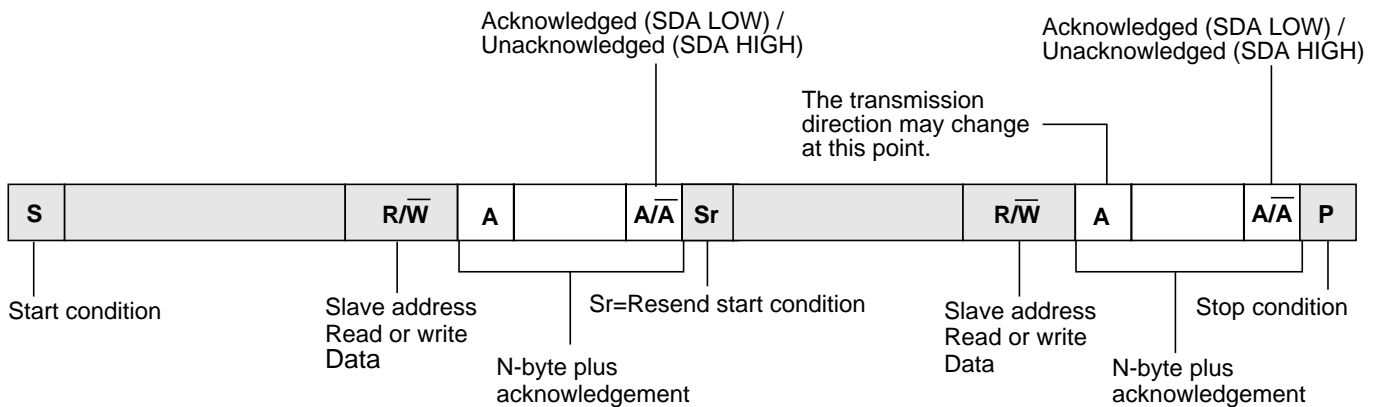 Acknowledged (SDA LOW) /
Unacknowledged (SDA HIGH)
Acknowledged (SDA LOW) /
Unacknowledged (SDA HIGH)
The transmission
direction may change
at this point.
S
R/W̅
A
A/A̅
Sr
R/W̅
A
A/A̅
P
Start condition
Slave address
Read or write
Data
N-byte plus
acknowledgement
Sr=Resend start condition
Slave address
Read or write
Data
N-byte plus
acknowledgement
Stop condition